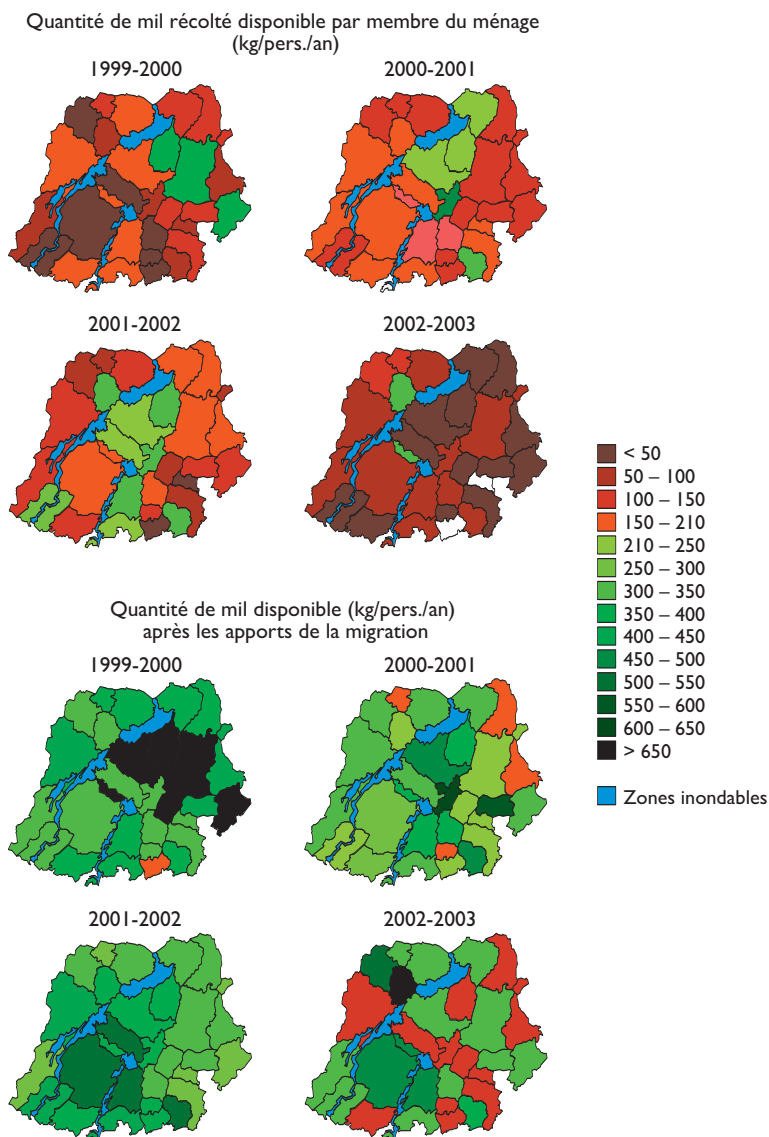 Quantité de mil récolté disponible par membre du ménage
(kg/pers./an)
1999-2000
2000-2001
2001-2002
2002-2003
< 50
50 – 100
100 – 150
150 – 210
210 – 250
250 – 300
300 – 350
350 – 400
400 – 450
450 – 500
500 – 550
550 – 600
600 – 650
> 650
Zones inondables
Quantité de mil disponible (kg/pers./an)
après les apports de la migration
1999-2000
2000-2001
2001-2002
2002-2003